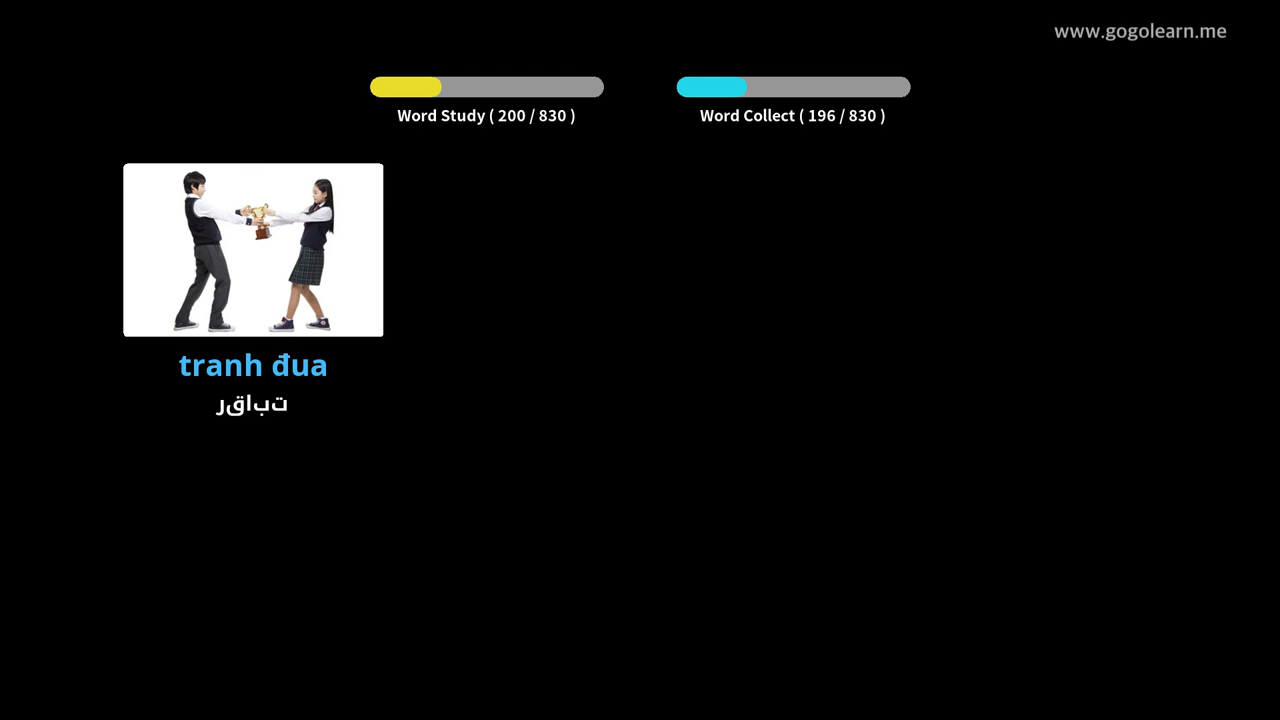 www.gogolearn.me
Word Study ( 200 / 830 )
Word Collect ( 196 / 830 )
tranh đua
تباقر